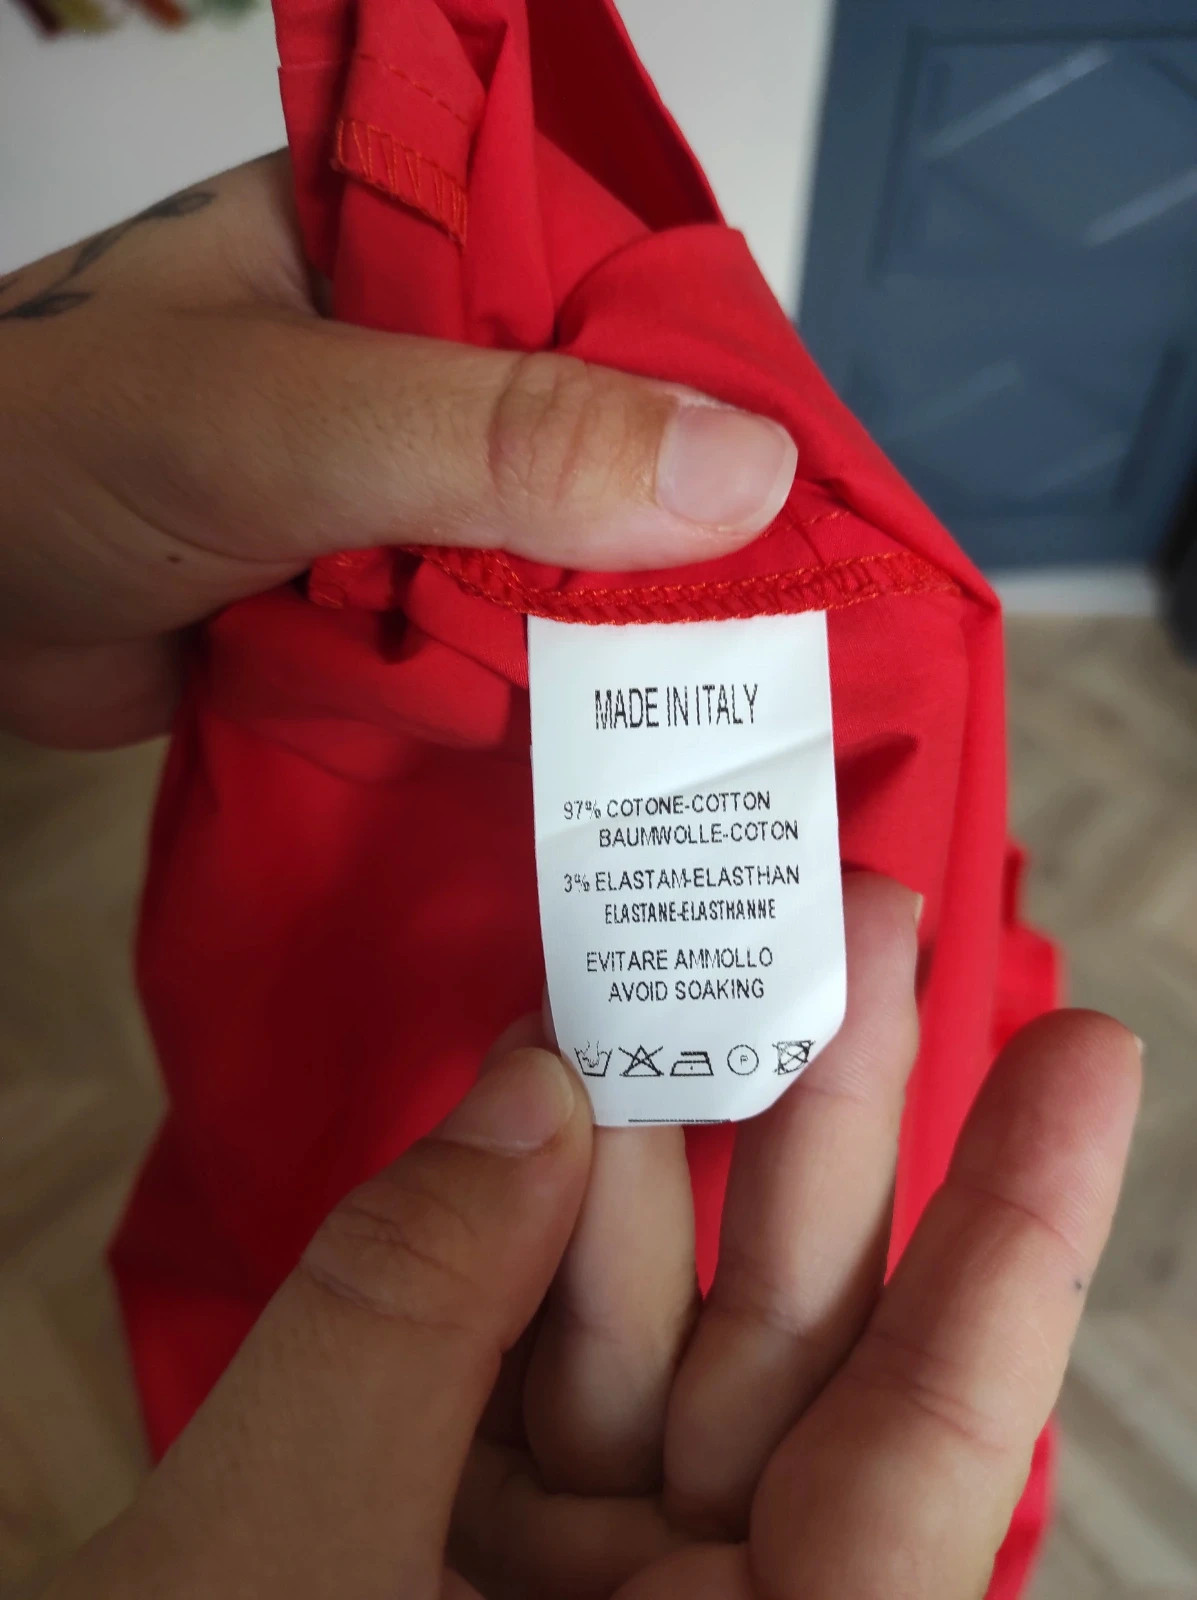 MADE IN ITALY
97% COTONE-COTTON
BAUMWOLLE-COTON
3% ELASTAM-ELASTHAN
ELASTANE-ELASTHANNE
EVITARE AMMOLLO
AVOID SOAKING
P